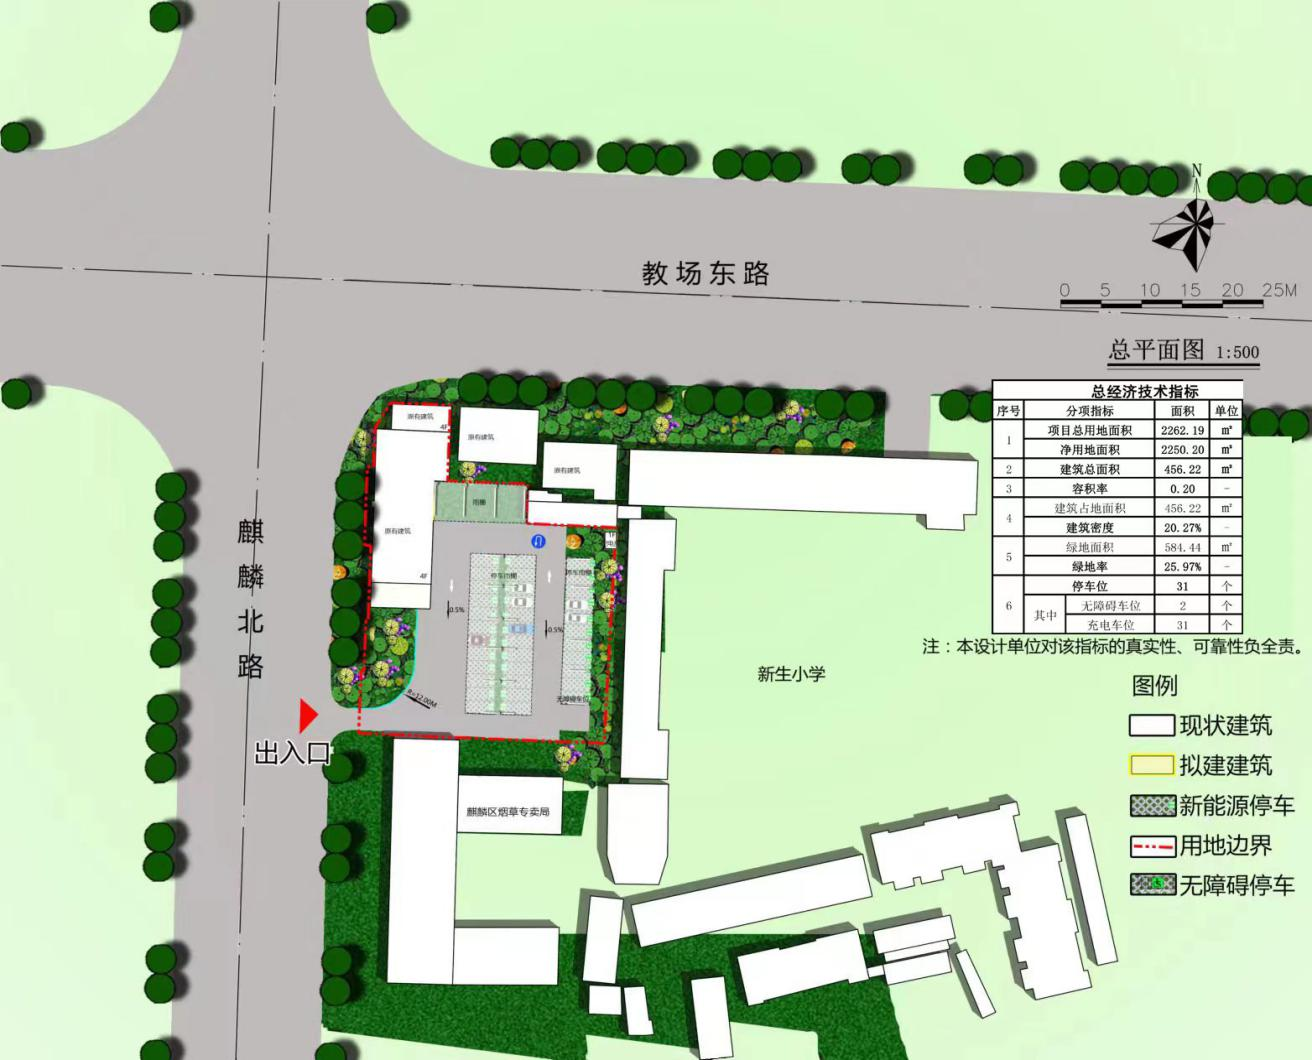 N
教场东路
0 5 10 15 20 25M
总平面图 1:500
总经济技术指标
序号 分项指标 面积 单位
1 项目总用地面积 2262.19 m²
净用地面积 2250.20 m²
2 建筑总面积 456.22 m²
3 容积率 0.20 -
4 建筑占地面积 456.22 m²
建筑密度 20.27% -
5 绿地面积 584.44 m²
绿地率 25.97% -
6 停车位 31 个
其中 无障碍车位 2 个
充电车位 31 个
注：本设计单位对该指标的真实性、可靠性负全责。
原有建筑
4F
原有建筑
原有建筑
雨棚
原有建筑
4F
停车雨棚
停车雨棚
0.5%
0.5%
无障碍车位
R=12.00M
麒麟北路
出入口
新生小学
麒麟区烟草专卖局
图例
现状建筑
拟建建筑
新能源停车
用地边界
无障碍停车